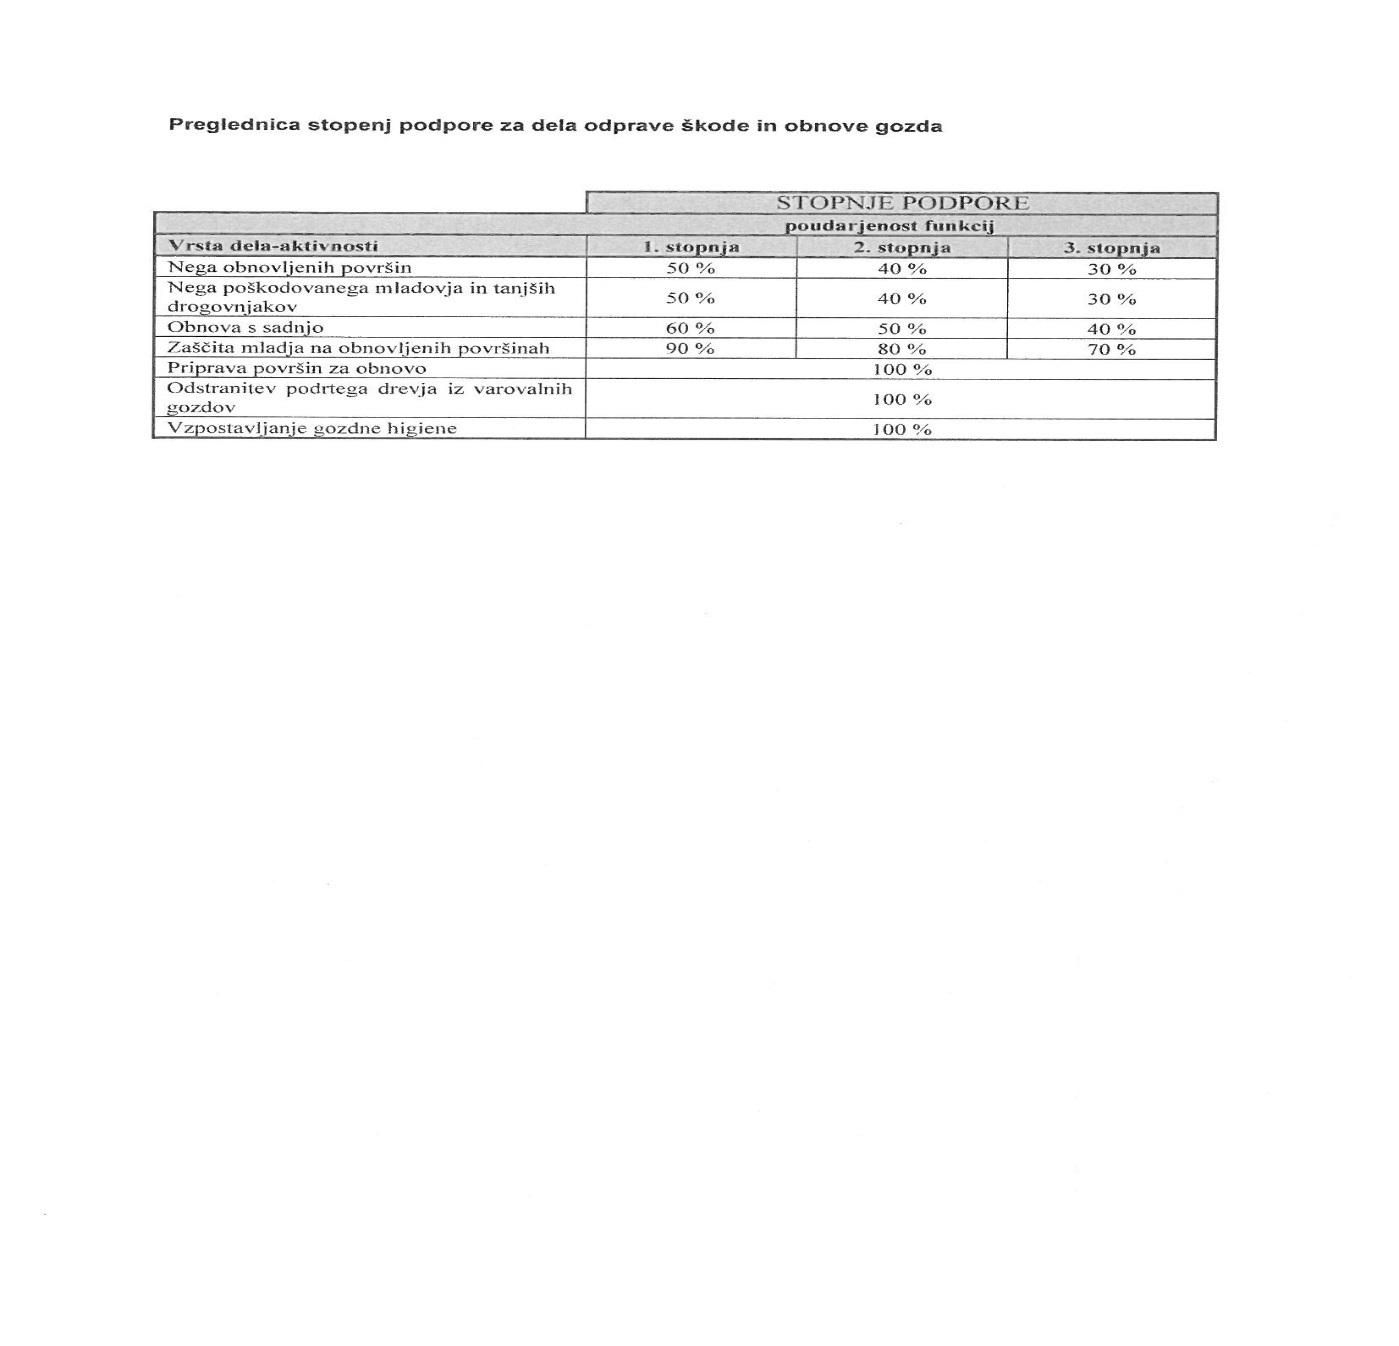 Preglednica stopenj podpore za dela odprave škode in obnove gozda
STOPNJE PODPORE
poudarjenost funkcij
Vrsta dela-aktivnosti 1. stopnja 2. stopnja 3. stopnja
Nega obnovljenih površin 50 % 40 % 30 %
Nega poškodovanega mladovja in tanjših
drogovnjakov 50 % 40 % 30 %
Obnova s sadnjo 60 % 50 % 40 %
Zaščita mladja na obnovljenih površinah 90 % 80 % 70 %
Priprava površin za obnovo 100 %
Odstranitev podrtega drevja iz varovalnih
gozdov 100 %
Vzpostavljanje gozdne higiene 100 %